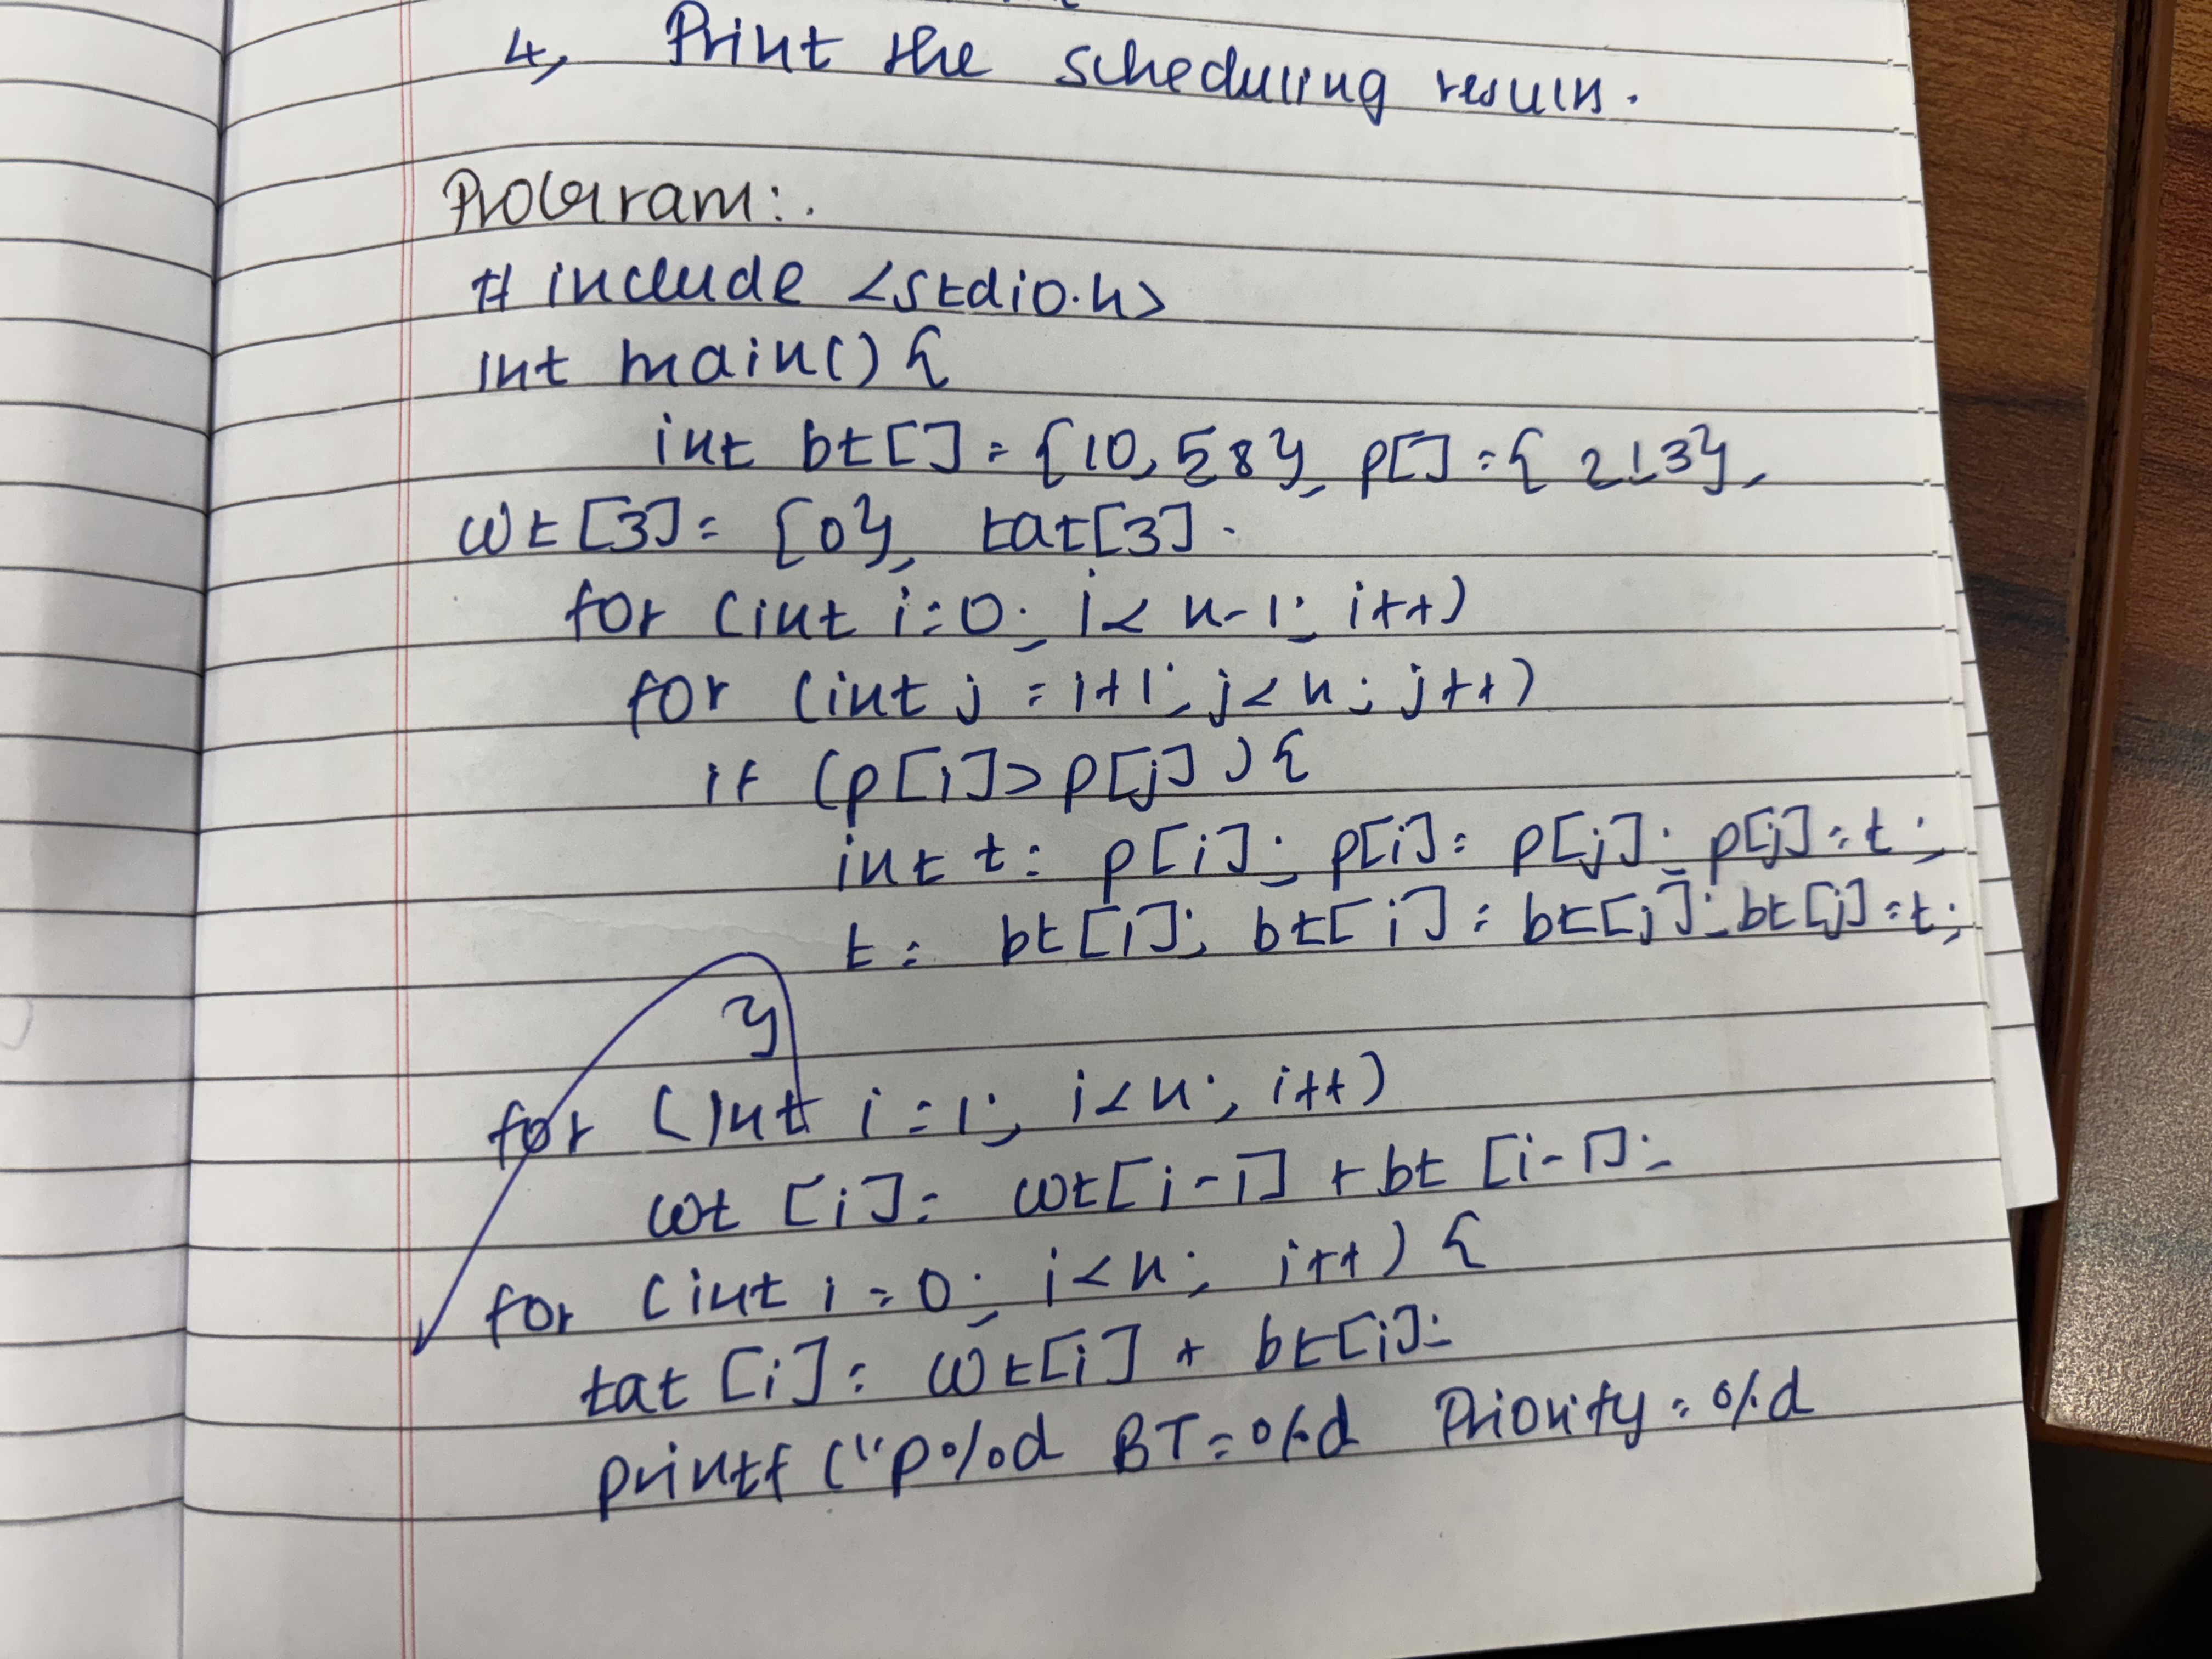 4, Print the scheduling result.
Program:
#include <stdio.h>
int main() {
int bt[] = {10,5,8}, p[] = {2,1,3},
wt[3] = {0}, tat[3];
for (int i=0; i< n-1; i++)
for (int j = i+1; j<n; j++)
if (p[i]>p[j]) {
int t= p[i]; p[i]= p[j]; p[j]=t;
t= bt[i]; bt[i]= bt[j]; bt[j]=t;
}
for (int i=1; i<n; i++)
wt [i]= wt[i-1] + bt [i-1];
for (int i=0; i<n; i++) {
tat [i]= wt[i] + bt[i];
printf ("p%d BT=%d Priority=%d